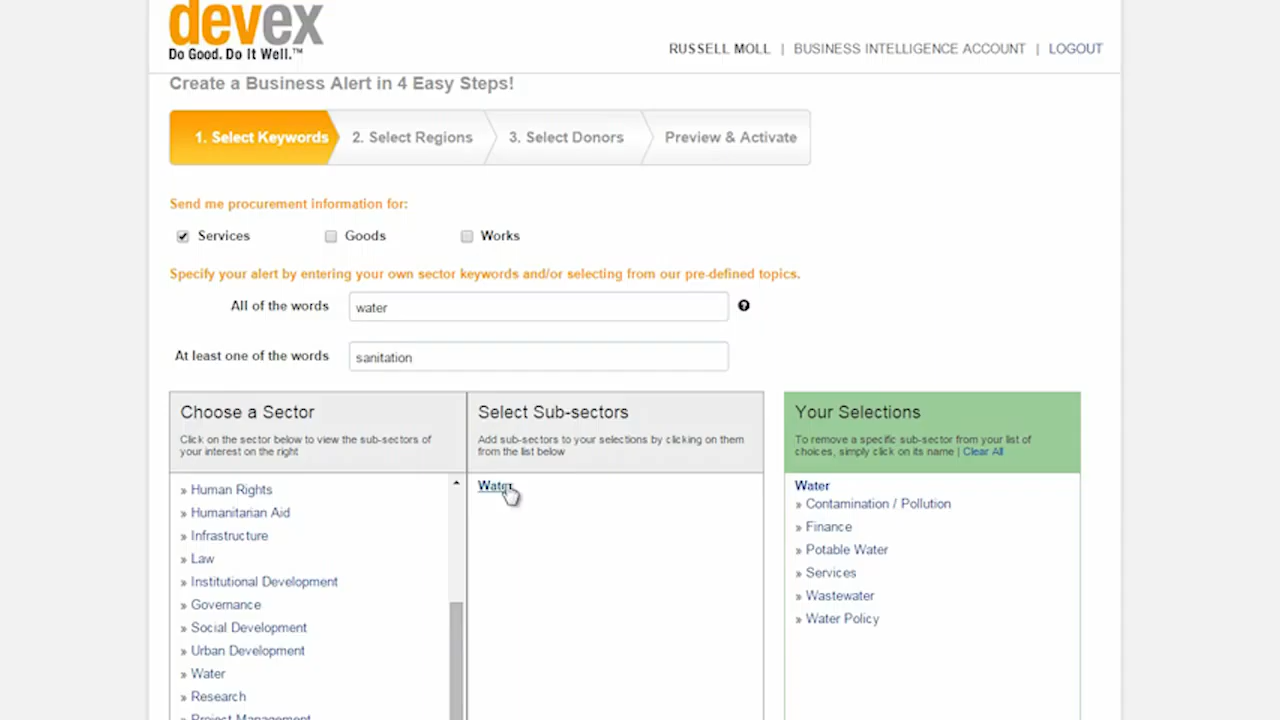 devex
Do Good. Do It Well.™
RUSSELL MOLL | BUSINESS INTELLIGENCE ACCOUNT | LOGOUT
Create a Business Alert in 4 Easy Steps!
1. Select Keywords
2. Select Regions
3. Select Donors
Preview & Activate
Send me procurement information for:
Services
Goods
Works
Specify your alert by entering your own sector keywords and/or selecting from our pre-defined topics.
All of the words
water
?
At least one of the words
sanitation
Choose a Sector
Click on the sector below to view the sub-sectors of
your interest on the right
» Human Rights
» Humanitarian Aid
» Infrastructure
» Law
» Institutional Development
» Governance
» Social Development
» Urban Development
» Water
» Research
» Project Management
Select Sub-sectors
Add sub-sectors to your selections by clicking on them
from the list below
Water
Your Selections
To remove a specific sub-sector from your list of
choices, simply click on its name | Clear All
Water
» Contamination / Pollution
» Finance
» Potable Water
» Services
» Wastewater
» Water Policy